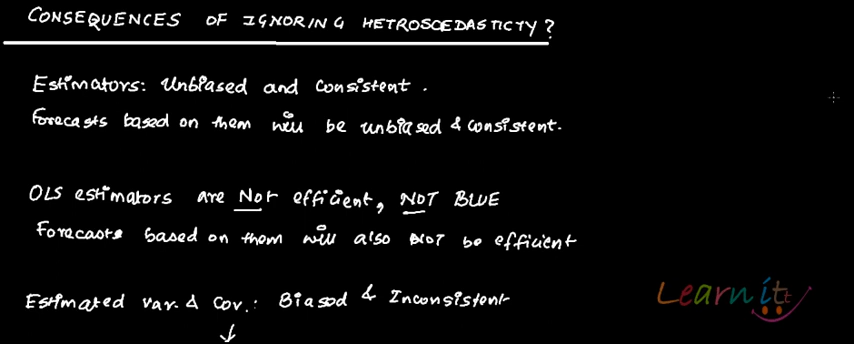 CONSEQUENCES OF IGNORING HETROSCEDASTICTY?
Estimators: Unbiased and consistent.
Forecasts based on them will be unbiased & consistent.
OLS estimators are Not efficient, NOT BLUE
Forecasts based on them will also NOT be efficient
Estimated var. & Cov.: Biased & Inconsistent
Learnitt